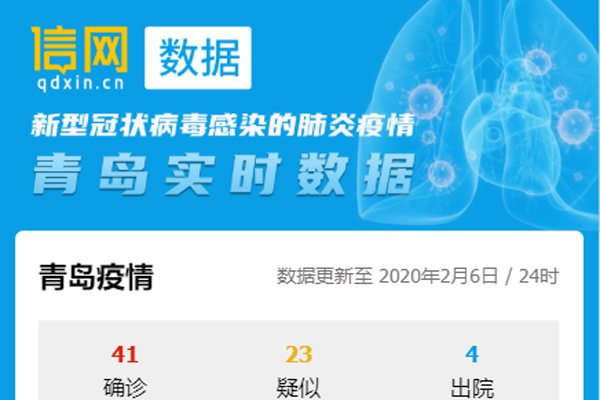 信网
qdxin.cn
数据
新型冠状病毒感染的肺炎疫情
青岛实时数据
青岛疫情
数据更新至 2020年2月6日 / 24时
41 23 4
确诊 疑似 出院